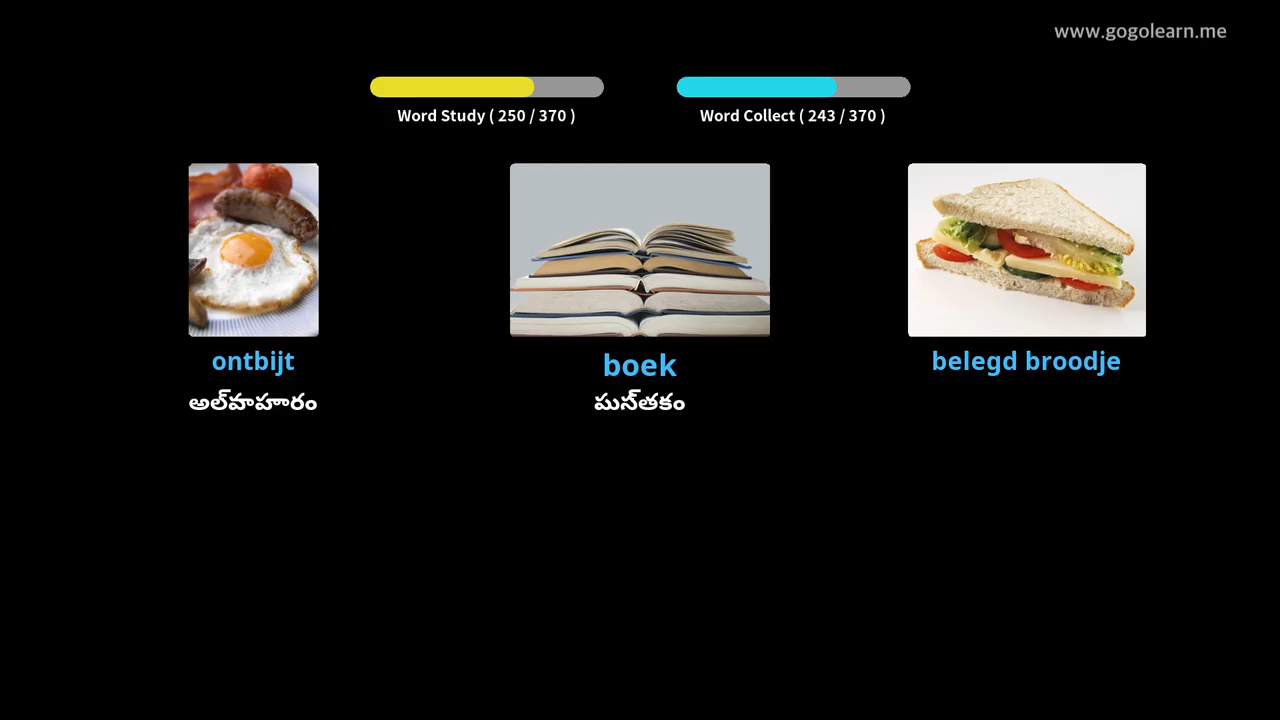 www.gogolearn.me
Word Study ( 250 / 370 )
Word Collect ( 243 / 370 )
ontbijt
boek
belegd broodje
అల్పాహారం
పుస్తకం